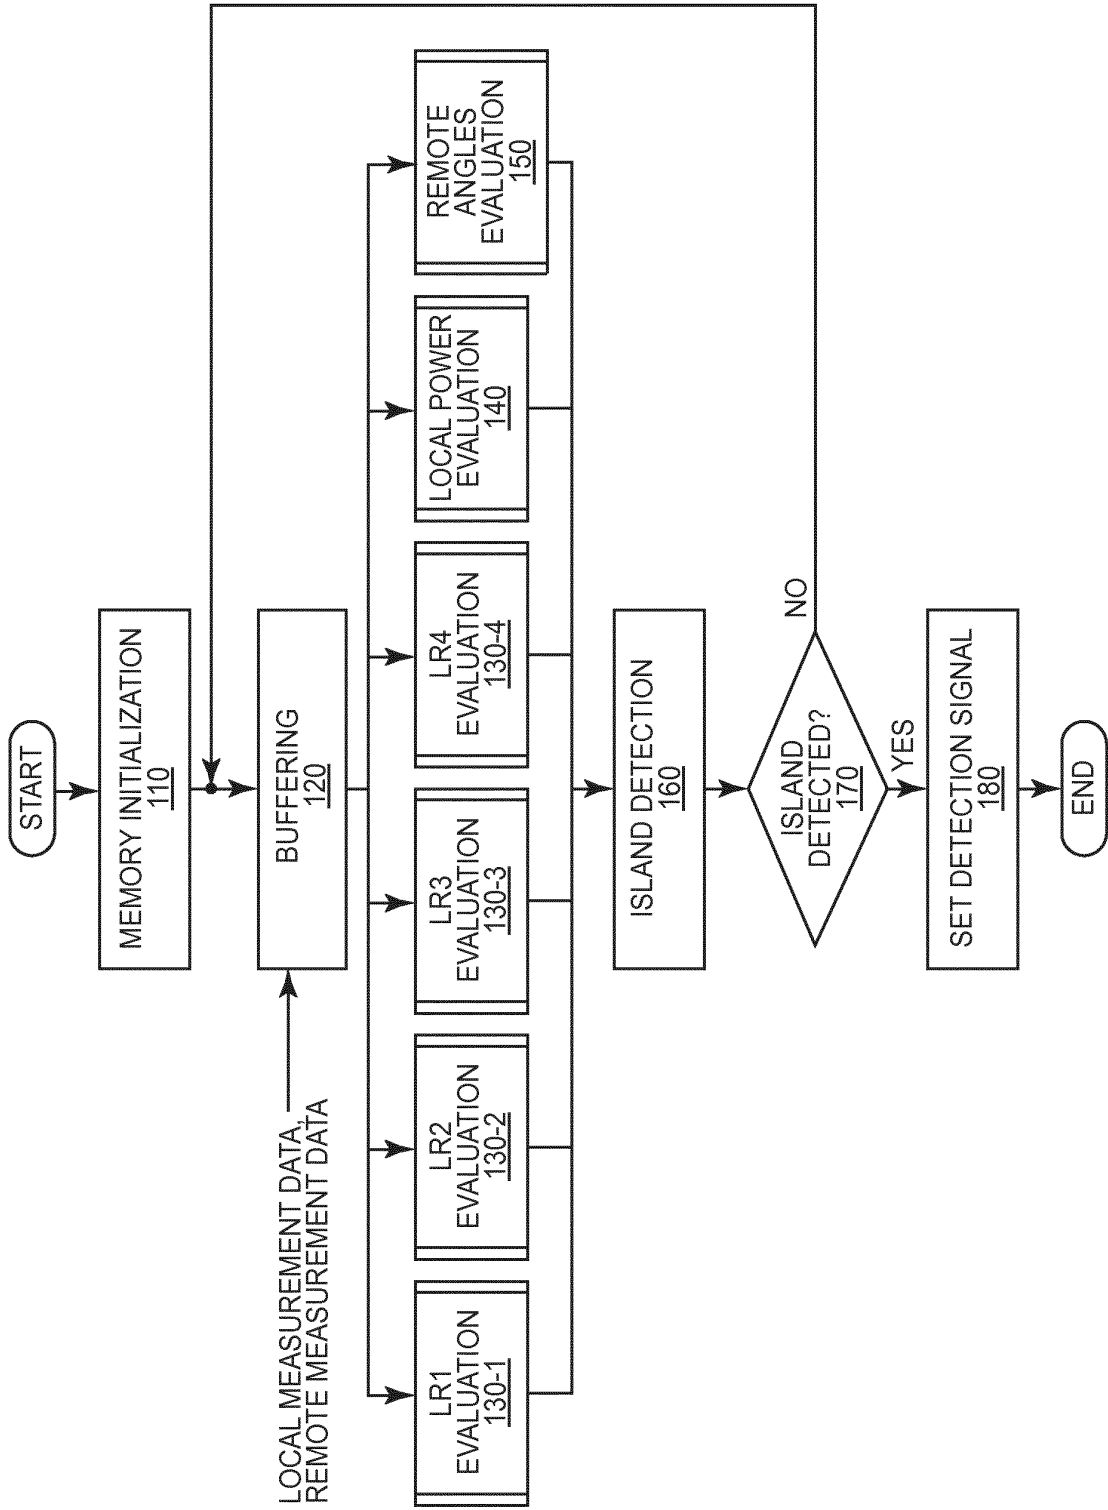 START
MEMORY INITIALIZATION
110
LOCAL MEASUREMENT DATA,
REMOTE MEASUREMENT DATA
BUFFERING
120
LR1
EVALUATION
130-1
LR2
EVALUATION
130-2
LR3
EVALUATION
130-3
LR4
EVALUATION
130-4
LOCAL POWER
EVALUATION
140
REMOTE
ANGLES
EVALUATION
150
ISLAND DETECTION
160
ISLAND
DETECTED?
170
NO
YES
SET DETECTION SIGNAL
180
END